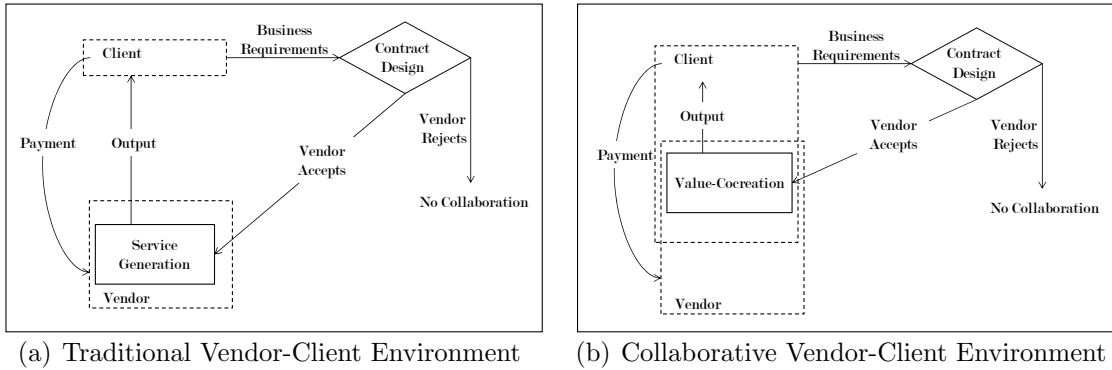 Client
Business
Requirements
Contract
Design
Payment
Output
Vendor
Accepts
Vendor
Rejects
No Collaboration
Service
Generation
Vendor
(a) Traditional Vendor-Client Environment
Client
Business
Requirements
Contract
Design
Payment
Output
Vendor
Accepts
Vendor
Rejects
Value-Cocreation
No Collaboration
Vendor
(b) Collaborative Vendor-Client Environment